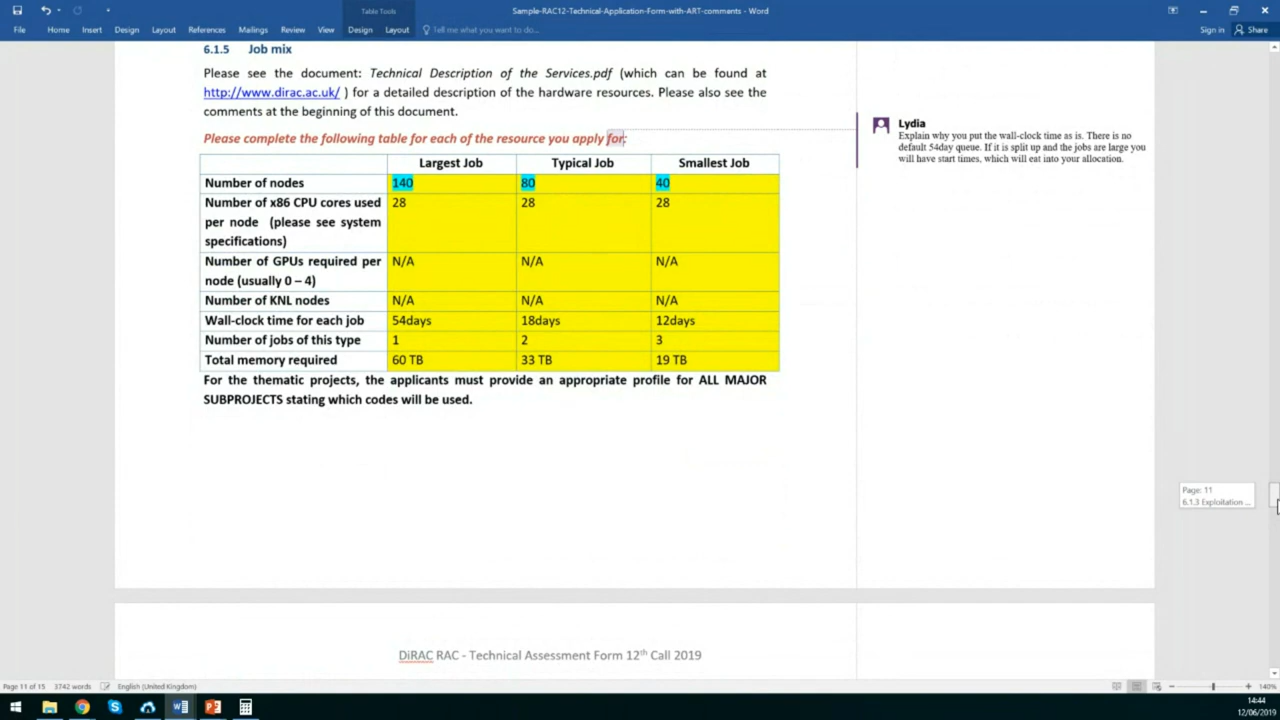 Table Tools
Sample-RAC12-Technical-Application-Form-with-ART-comments - Word
File Home Insert Design Layout References Mailings Review View Design Layout Tell me what you want to do... Sign in Share
6.1.5 Job mix
Please see the document: Technical Description of the Services.pdf (which can be found at
http://www.dirac.ac.uk/ ) for a detailed description of the hardware resources. Please also see the
comments at the beginning of this document.
Please complete the following table for each of the resource you apply for:
Largest Job Typical Job Smallest Job
Number of nodes 140 80 40
Number of x86 CPU cores used
per node (please see system
specifications) 28 28 28
Number of GPUs required per
node (usually 0 – 4) N/A N/A N/A
Number of KNL nodes N/A N/A N/A
Wall-clock time for each job 54days 18days 12days
Number of jobs of this type 1 2 3
Total memory required 60 TB 33 TB 19 TB
For the thematic projects, the applicants must provide an appropriate profile for ALL MAJOR
SUBPROJECTS stating which codes will be used.
Lydia
Explain why you put the wall-clock time as is. There is no
default 54day queue. If it is split up and the jobs are large you
will have start times, which will eat into your allocation.
Page: 11
6.1.3 Exploitation ...
DiRAC RAC - Technical Assessment Form 12th Call 2019
Page 11 of 15 3742 words English (United Kingdom) 140%
14:44
12/06/2019